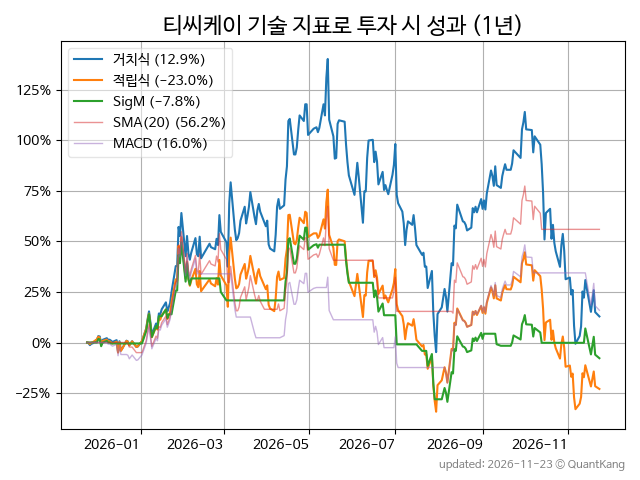 티씨케이 기술 지표로 투자 시 성과 (1년)
거치식 (12.9%)
적립식 (-23.0%)
SigM (-7.8%)
SMA(20) (56.2%)
MACD (16.0%)
125%
100%
75%
50%
25%
0%
-25%
2026-01 2026-03 2026-05 2026-07 2026-09 2026-11
updated: 2026-11-23 © QuantKang